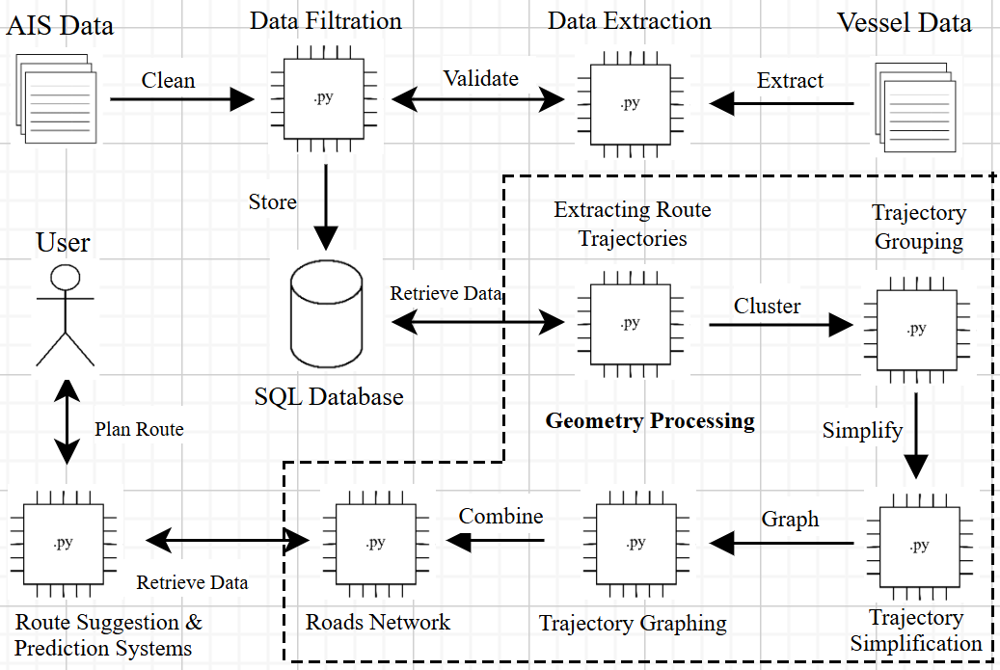 AIS Data
Data Filtration
Data Extraction
Vessel Data
Clean
Validate
Extract
.py
.py
Store
Extracting Route
Trajectories
Trajectory
Grouping
User
Retrieve Data
Cluster
.py
.py
SQL Database
Geometry Processing
Plan Route
Simplify
Combine
Graph
.py
.py
.py
.py
Retrieve Data
Route Suggestion &
Prediction Systems
Roads Network
Trajectory Graphing
Trajectory
Simplification